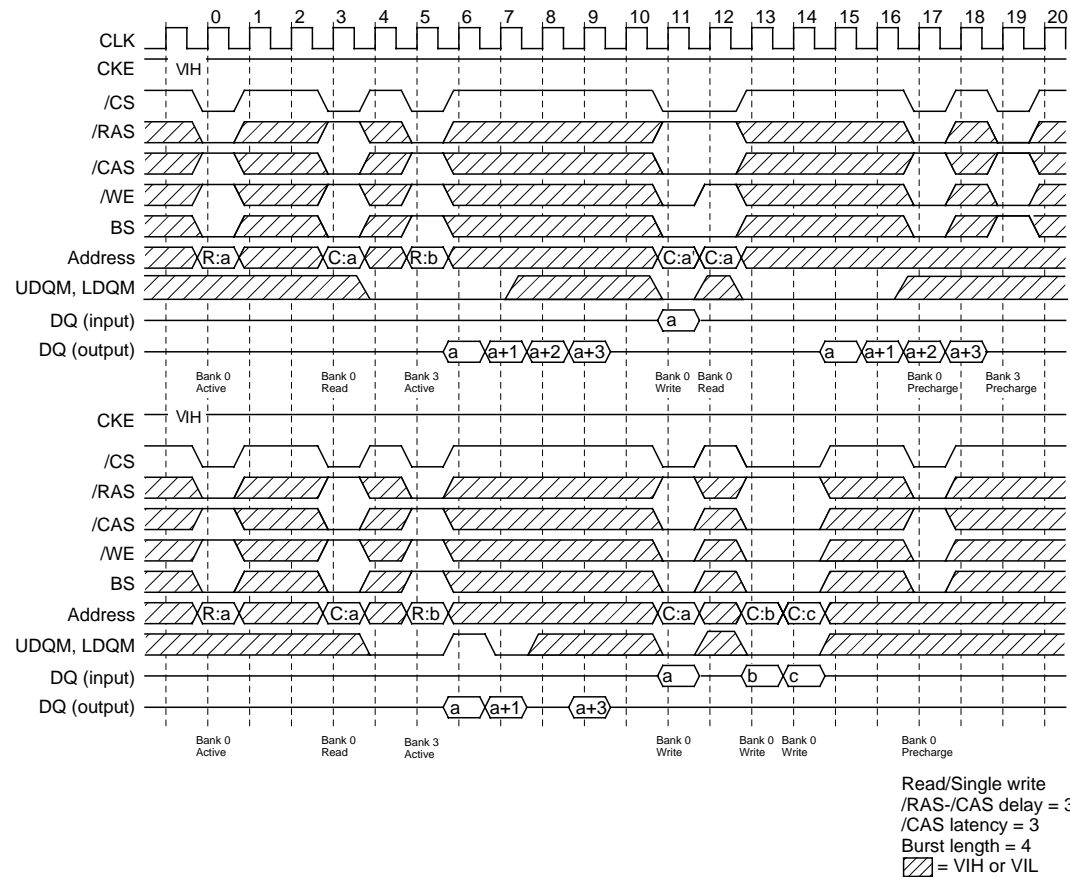 0 1 2 3 4 5 6 7 8 9 10 11 12 13 14 15 16 17 18 19 20
CLK
CKE VIH
/CS
/RAS
/CAS
/WE
BS
Address R:a C:a R:b C:a' C:a
UDQM, LDQM
DQ (input) a
DQ (output) a a+1 a+2 a+3 a a+1 a+2 a+3
Bank 0 Bank 0 Bank 3 Bank 0 Bank 0 Bank 0 Bank 3
Active Read Active Write Read Precharge Precharge
CKE VIH
/CS
/RAS
/CAS
/WE
BS
Address R:a C:a R:b C:a C:b C:c
UDQM, LDQM
DQ (input) a b c
DQ (output) a a+1 a+3
Bank 0 Bank 0 Bank 3 Bank 0 Bank 0 Bank 0 Bank 0
Active Read Active Write Write Write Precharge
Read/Single write
/RAS-/CAS delay = 3
/CAS latency = 3
Burst length = 4
= VIH or VIL